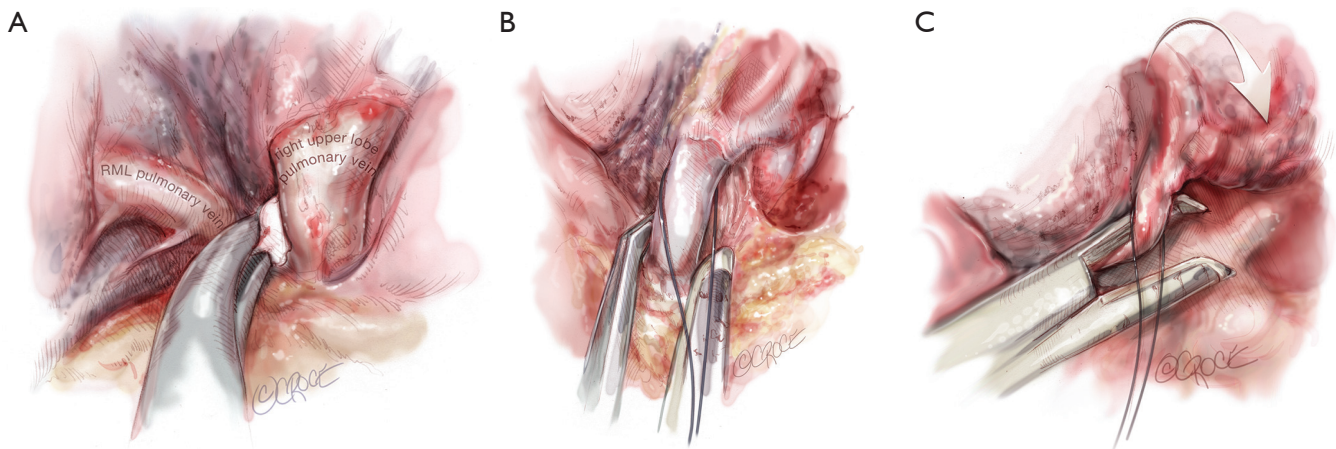 A
B
C
RML pulmonary vein
right upper lobe
pulmonary vein
©CROCE
©CROCE
©CROCE